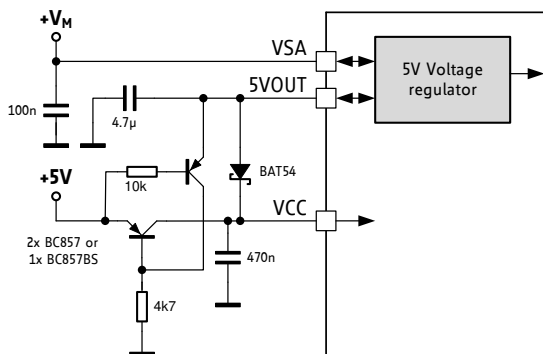 +VM
VSA
5V Voltage
regulator
5VOUT
100n
4.7µ
+5V
10k
BAT54
VCC
2x BC857 or
1x BC857BS
470n
4k7